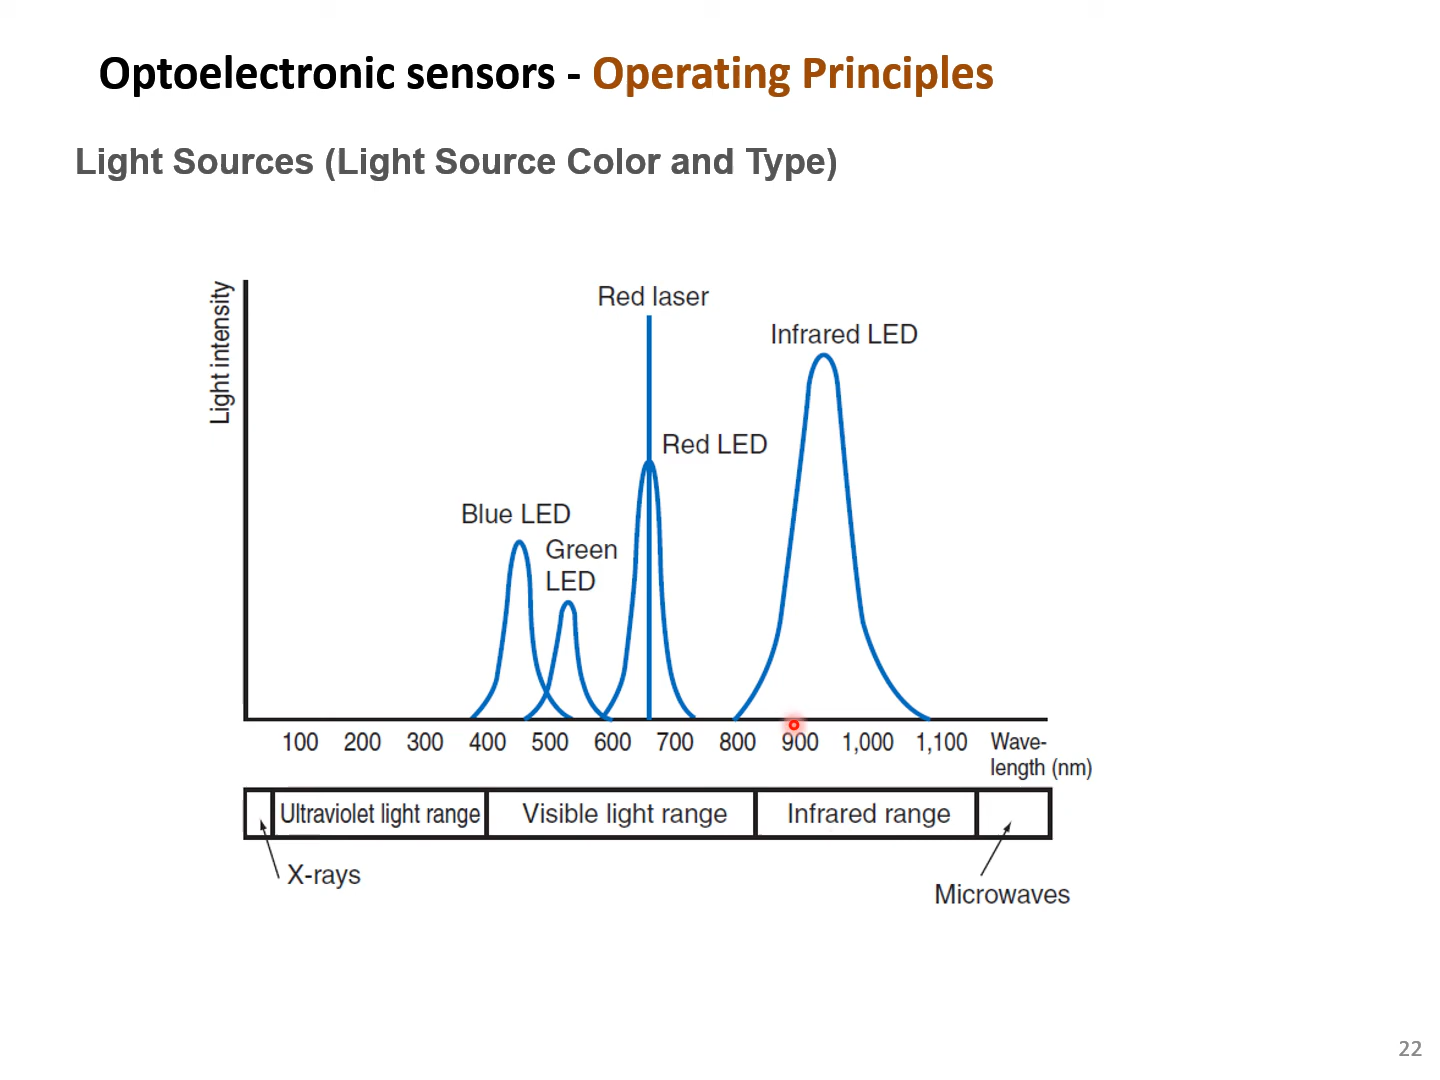 Optoelectronic sensors - Operating Principles
Light Sources (Light Source Color and Type)
Light intensity
Red laser
Infrared LED
Red LED
Blue LED
Green
LED
100 200 300 400 500 600 700 800 900 1,000 1,100 Wave-
length (nm)
Ultraviolet light range Visible light range Infrared range
X-rays
Microwaves
22